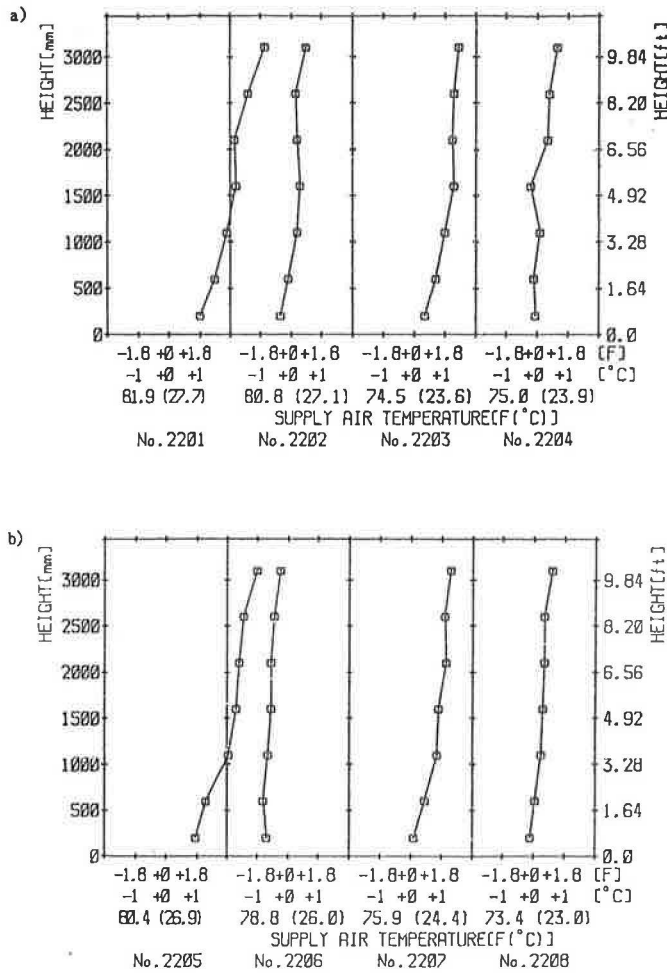 a)
HEIGHT[mm]
HEIGHT[ft]
3000
9.84
2500
8.20
2000
6.56
1500
4.92
1000
3.28
500
1.64
0
0.0
-1.8 +0 +1.8 -1.8+0+1.8 -1.8+0+1.8 -1.8+0+1.8 [F]
-1 +0 +1 -1 +0 +1 -1 +0 +1 -1 +0 +1 [°C]
81.9 (27.7) 80.8 (27.1) 74.5 (23.6) 75.0 (23.9)
SUPPLY AIR TEMPERATURE[F(°C)]
No.2201 No.2202 No.2203 No.2204
b)
HEIGHT[mm]
HEIGHT[ft]
3000
9.84
2500
8.20
2000
6.56
1500
4.92
1000
3.28
500
1.64
0
0.0
-1.8 +0 +1.8 -1.8+0+1.8 -1.8+0+1.8 -1.8+0+1.8 [F]
-1 +0 +1 -1 +0 +1 -1 +0 +1 -1 +0 +1 [°C]
80.4 (26.9) 78.8 (26.0) 75.9 (24.4) 73.4 (23.0)
SUPPLY AIR TEMPERATURE[F(°C)]
No.2205 No.2206 No.2207 No.2208